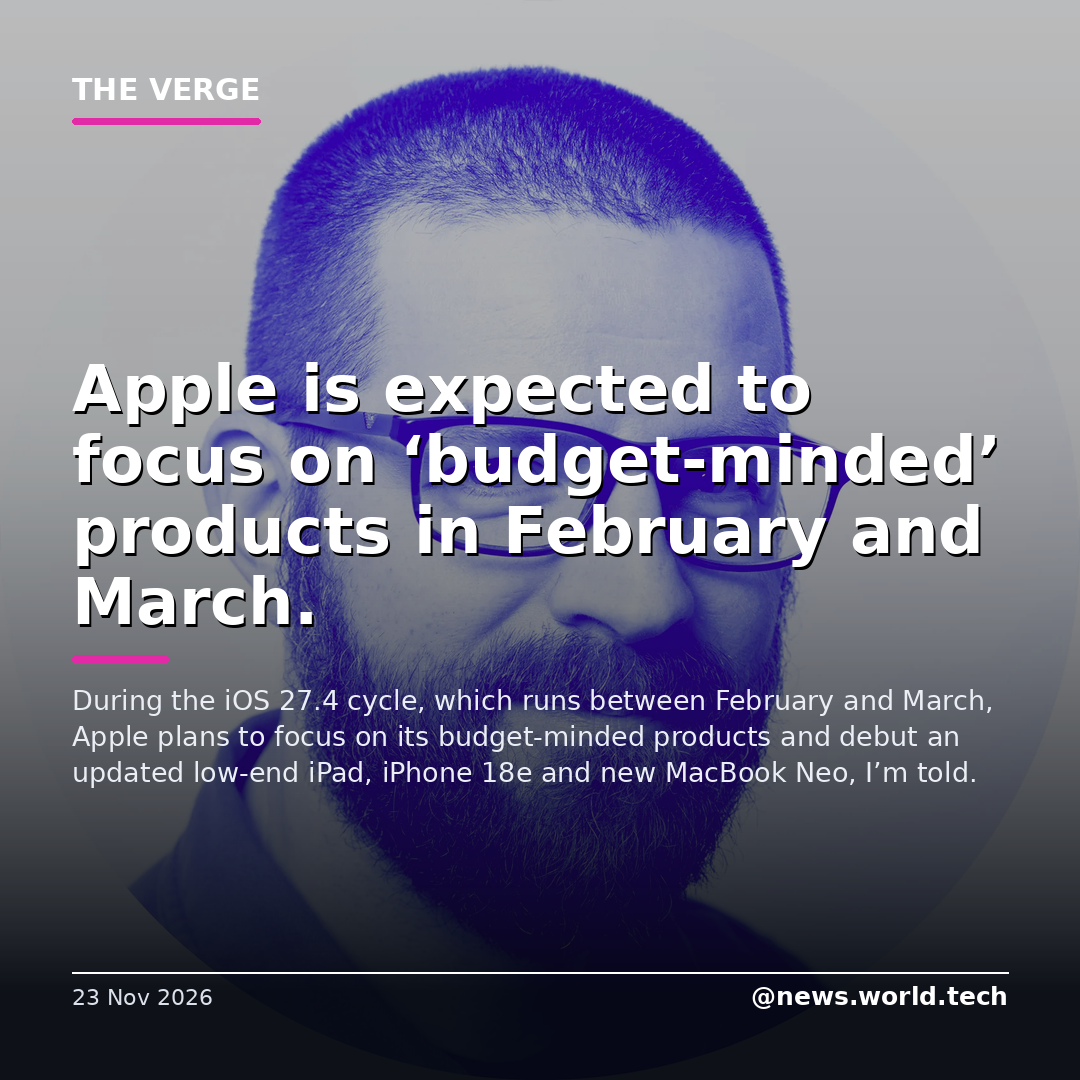 THE VERGE
Apple is expected to
focus on ‘budget-minded’
products in February and
March.
During the iOS 27.4 cycle, which runs between February and March,
Apple plans to focus on its budget-minded products and debut an
updated low-end iPad, iPhone 18e and new MacBook Neo, I’m told.
23 Nov 2026
@news.world.tech